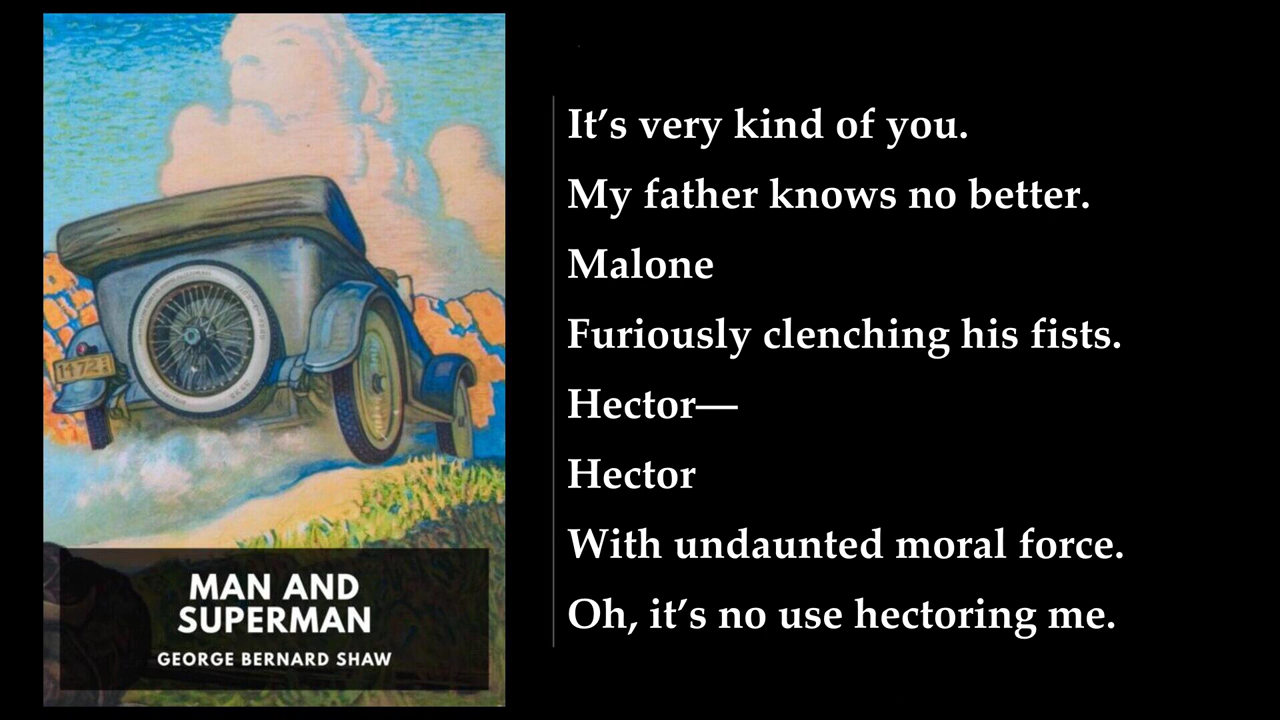 1472
MAN AND
SUPERMAN
GEORGE BERNARD SHAW
It’s very kind of you.
My father knows no better.
Malone
Furiously clenching his fists.
Hector—
Hector
With undaunted moral force.
Oh, it’s no use hectoring me.